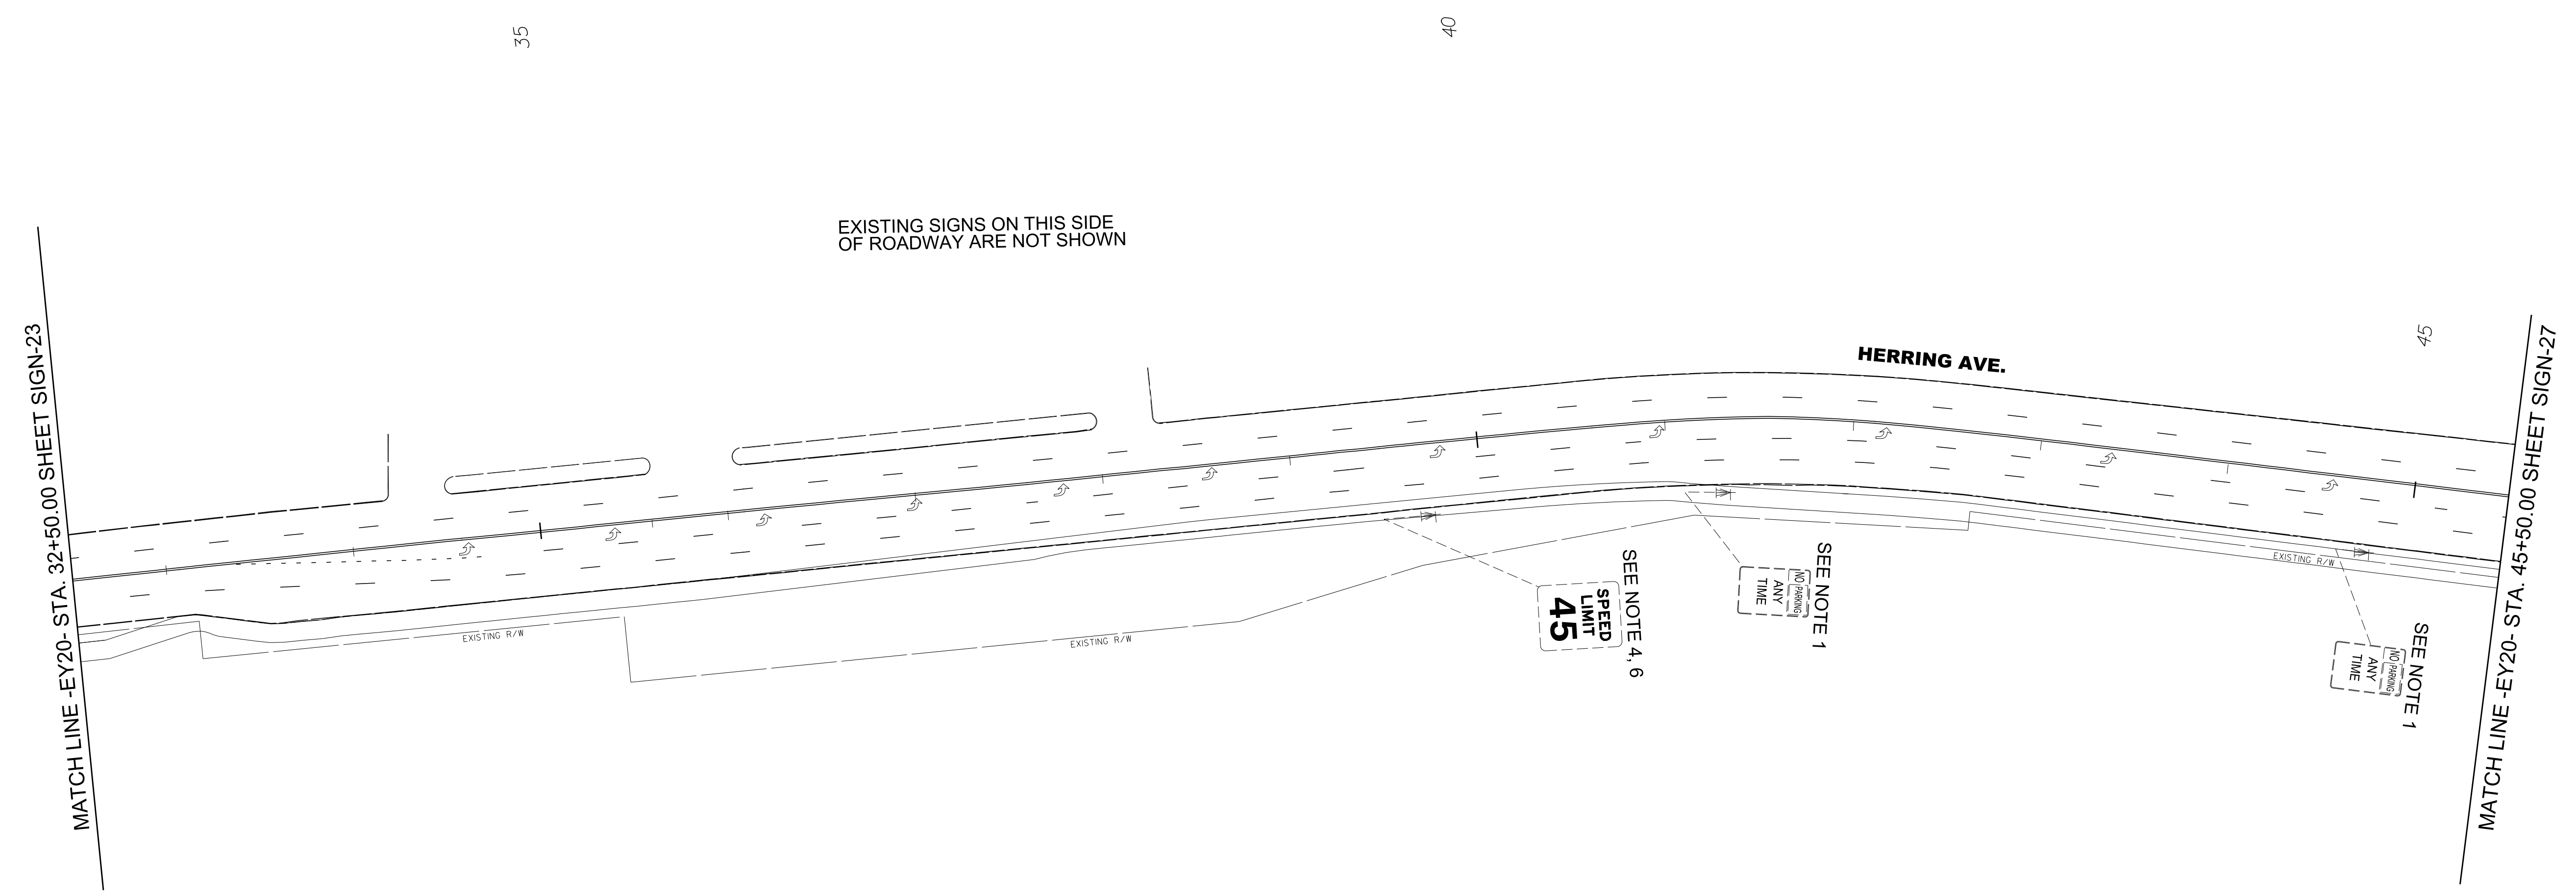 35
40
EXISTING SIGNS ON THIS SIDE
OF ROADWAY ARE NOT SHOWN
MATCH LINE -EY20- STA. 32+50.00 SHEET SIGN-23
HERRING AVE.
45
MATCH LINE -EY20- STA. 45+50.00 SHEET SIGN-27
EXISTING R/W
EXISTING R/W
EXISTING R/W
SEE NOTE 4, 6
SPEED
LIMIT
45
SEE NOTE 1
NO PARKING
ANY
TIME
SEE NOTE 1
NO PARKING
ANY
TIME